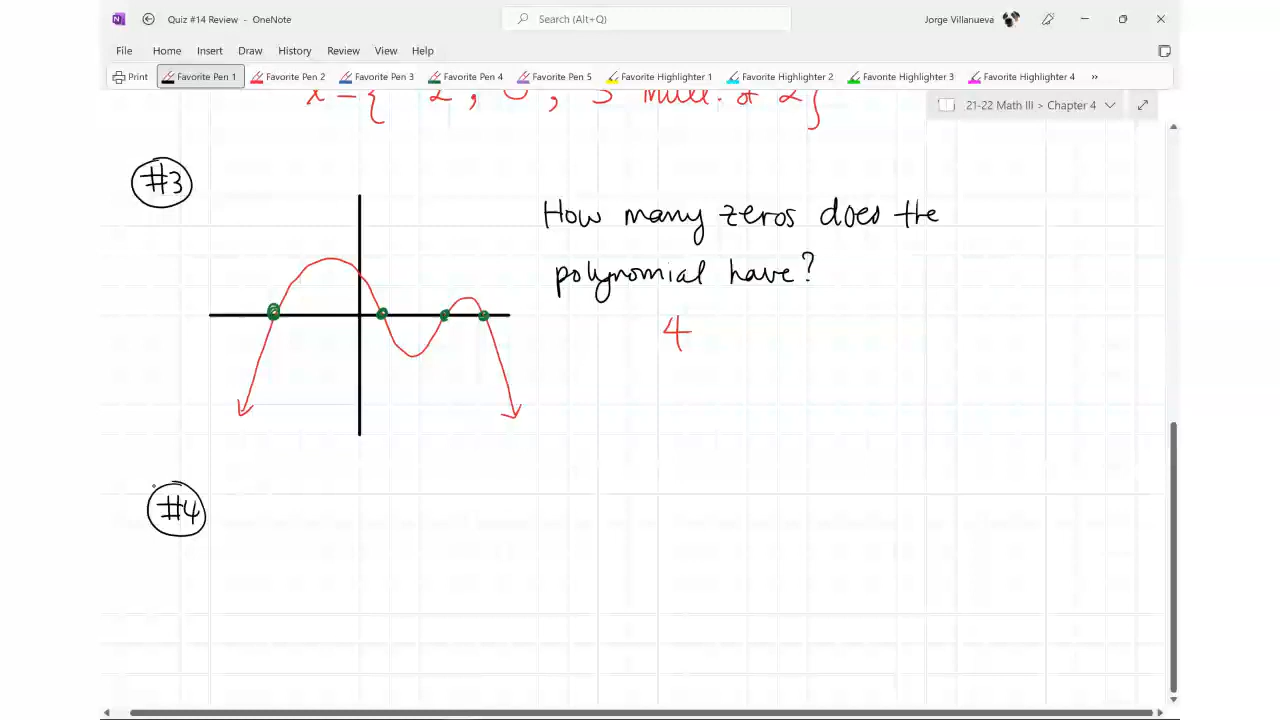 Quiz #14 Review - OneNote
Search (Alt+Q)
Jorge Villanueva
File Home Insert Draw History Review View Help
Print Favorite Pen 1 Favorite Pen 2 Favorite Pen 3 Favorite Pen 4 Favorite Pen 5 Favorite Highlighter 1 Favorite Highlighter 2 Favorite Highlighter 3 Favorite Highlighter 4 »
21-22 Math III > Chapter 4
#3
How many zeros does the
polynomial have?
4
#4